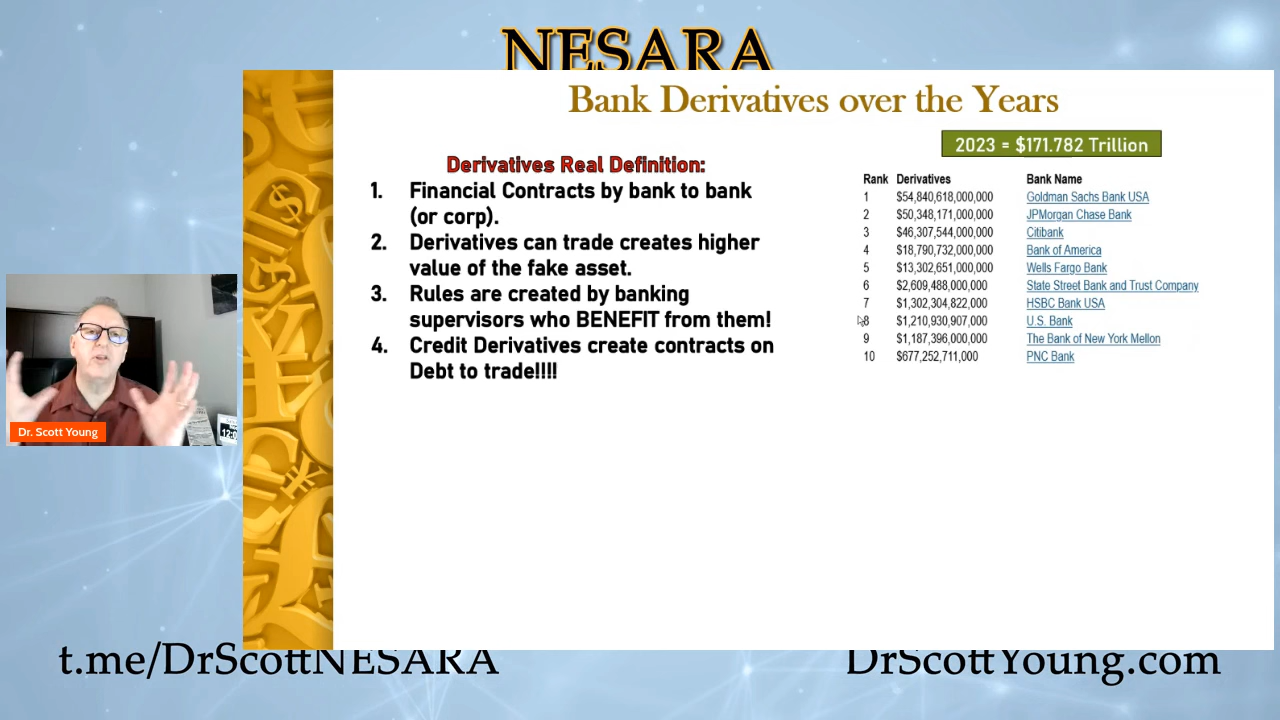 NESARA
Bank Derivatives over the Years
2023 = $171.782 Trillion
Derivatives Real Definition:
1. Financial Contracts by bank to bank
(or corp).
2. Derivatives can trade creates higher
value of the fake asset.
3. Rules are created by banking
supervisors who BENEFIT from them!
4. Credit Derivatives create contracts on
Debt to trade!!!!
Rank Derivatives Bank Name
1 $54,840,618,000,000 Goldman Sachs Bank USA
2 $50,348,171,000,000 JPMorgan Chase Bank
3 $46,307,544,000,000 Citibank
4 $18,790,732,000,000 Bank of America
5 $13,302,651,000,000 Wells Fargo Bank
6 $2,609,488,000,000 State Street Bank and Trust Company
7 $1,302,304,822,000 HSBC Bank USA
8 $1,210,930,907,000 U.S. Bank
9 $1,187,396,000,000 The Bank of New York Mellon
10 $677,252,711,000 PNC Bank
Dr. Scott Young
t.me/DrScottNESARA
DrScottYoung.com